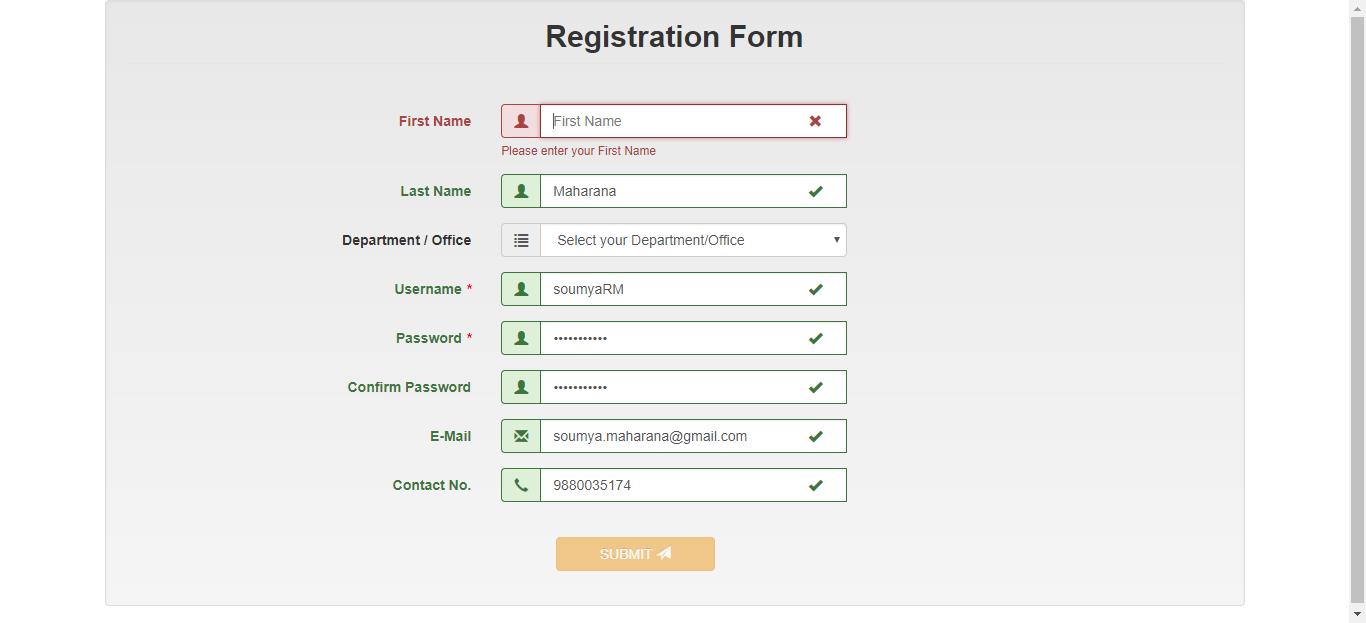 Registration Form
First Name First Name
Please enter your First Name
Last Name Maharana
Department / Office Select your Department/Office
Username * soumyaRM
Password * •••••••••••
Confirm Password •••••••••••
E-Mail soumya.maharana@gmail.com
Contact No. 9880035174
SUBMIT